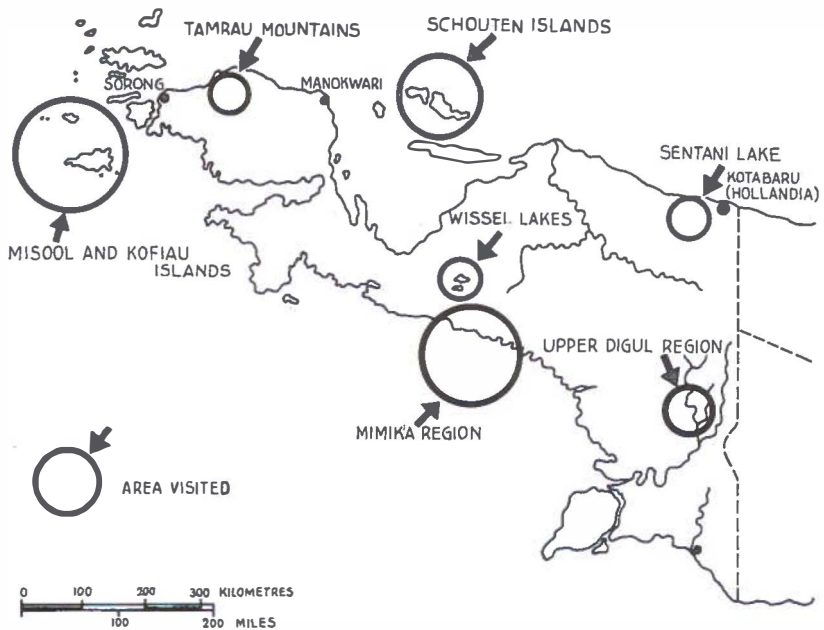 TAMRAU MOUNTAINS
SCHOUTEN ISLANDS
SORONG
MANOKWARI
SENTANI LAKE
KOTABARU
(HOLLANDIA)
WISSEL LAKES
MISOOL AND KOFIAU
ISLANDS
UPPER DIGUL REGION
MIMIKA REGION
AREA VISITED
0 100 200 300 KILOMETRES
100 200 MILES